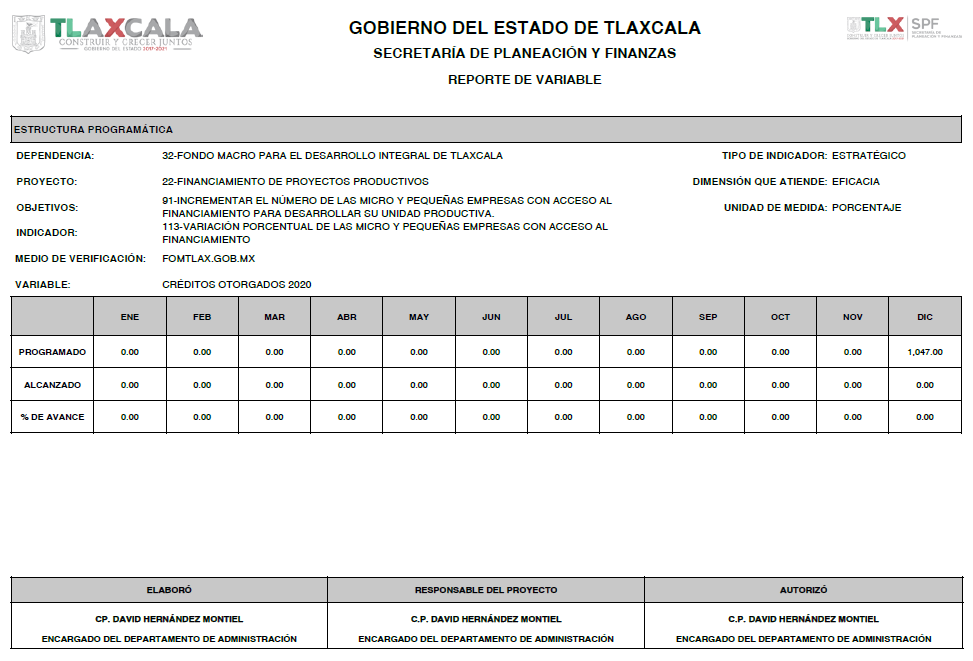 TLAXCALA
CONSTRUIR Y CRECER JUNTOS
GOBIERNO DEL ESTADO 2017-2021
GOBIERNO DEL ESTADO DE TLAXCALA
SECRETARÍA DE PLANEACIÓN Y FINANZAS
REPORTE DE VARIABLE
TLX SPF
SECRETARÍA DE
PLANEACIÓN Y FINANZAS
ESTRUCTURA PROGRAMÁTICA
DEPENDENCIA: 32-FONDO MACRO PARA EL DESARROLLO INTEGRAL DE TLAXCALA TIPO DE INDICADOR: ESTRATÉGICO
PROYECTO: 22-FINANCIAMIENTO DE PROYECTOS PRODUCTIVOS DIMENSIÓN QUE ATIENDE: EFICACIA
OBJETIVOS: 91-INCREMENTAR EL NÚMERO DE LAS MICRO Y PEQUEÑAS EMPRESAS CON ACCESO AL
FINANCIAMIENTO PARA DESARROLLAR SU UNIDAD PRODUCTIVA. UNIDAD DE MEDIDA: PORCENTAJE
INDICADOR: 113-VARIACIÓN PORCENTUAL DE LAS MICRO Y PEQUEÑAS EMPRESAS CON ACCESO AL
FINANCIAMIENTO
MEDIO DE VERIFICACIÓN: FOMTLAX.GOB.MX
VARIABLE: CRÉDITOS OTORGADOS 2020
ENE FEB MAR ABR MAY JUN JUL AGO SEP OCT NOV DIC
PROGRAMADO 0.00 0.00 0.00 0.00 0.00 0.00 0.00 0.00 0.00 0.00 0.00 1,047.00
ALCANZADO 0.00 0.00 0.00 0.00 0.00 0.00 0.00 0.00 0.00 0.00 0.00 0.00
% DE AVANCE 0.00 0.00 0.00 0.00 0.00 0.00 0.00 0.00 0.00 0.00 0.00 0.00
ELABORÓ RESPONSABLE DEL PROYECTO AUTORIZÓ
CP. DAVID HERNÁNDEZ MONTIEL C.P. DAVID HERNÁNDEZ MONTIEL C.P. DAVID HERNÁNDEZ MONTIEL
ENCARGADO DEL DEPARTAMENTO DE ADMINISTRACIÓN ENCARGADO DEL DEPARTAMENTO DE ADMINISTRACIÓN ENCARGADO DEL DEPARTAMENTO DE ADMINISTRACIÓN